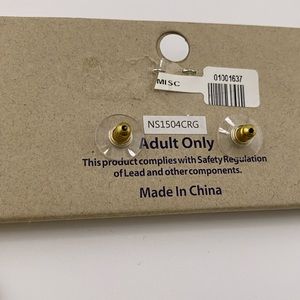 MISC
01001637
NS1504CRG
Adult Only
This product complies with Safety Regulation
of Lead and other components.
Made In China